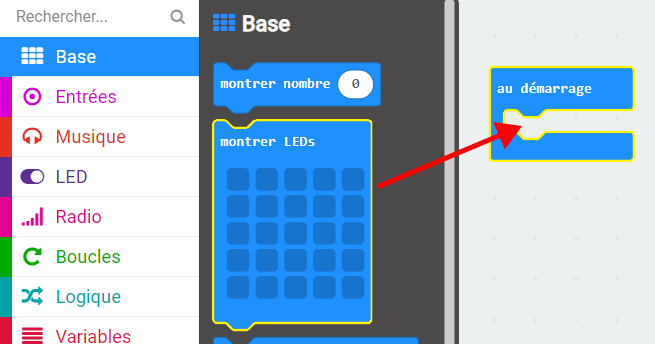 Rechercher...
Base
Entrées
Musique
LED
Radio
Boucles
Logique
Variables
Base
montrer nombre 0
montrer LEDs
au démarrage